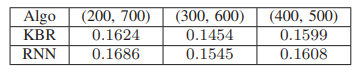 Algo (200, 700) (300, 600) (400, 500)
KBR 0.1624 0.1454 0.1599
RNN 0.1686 0.1545 0.1608